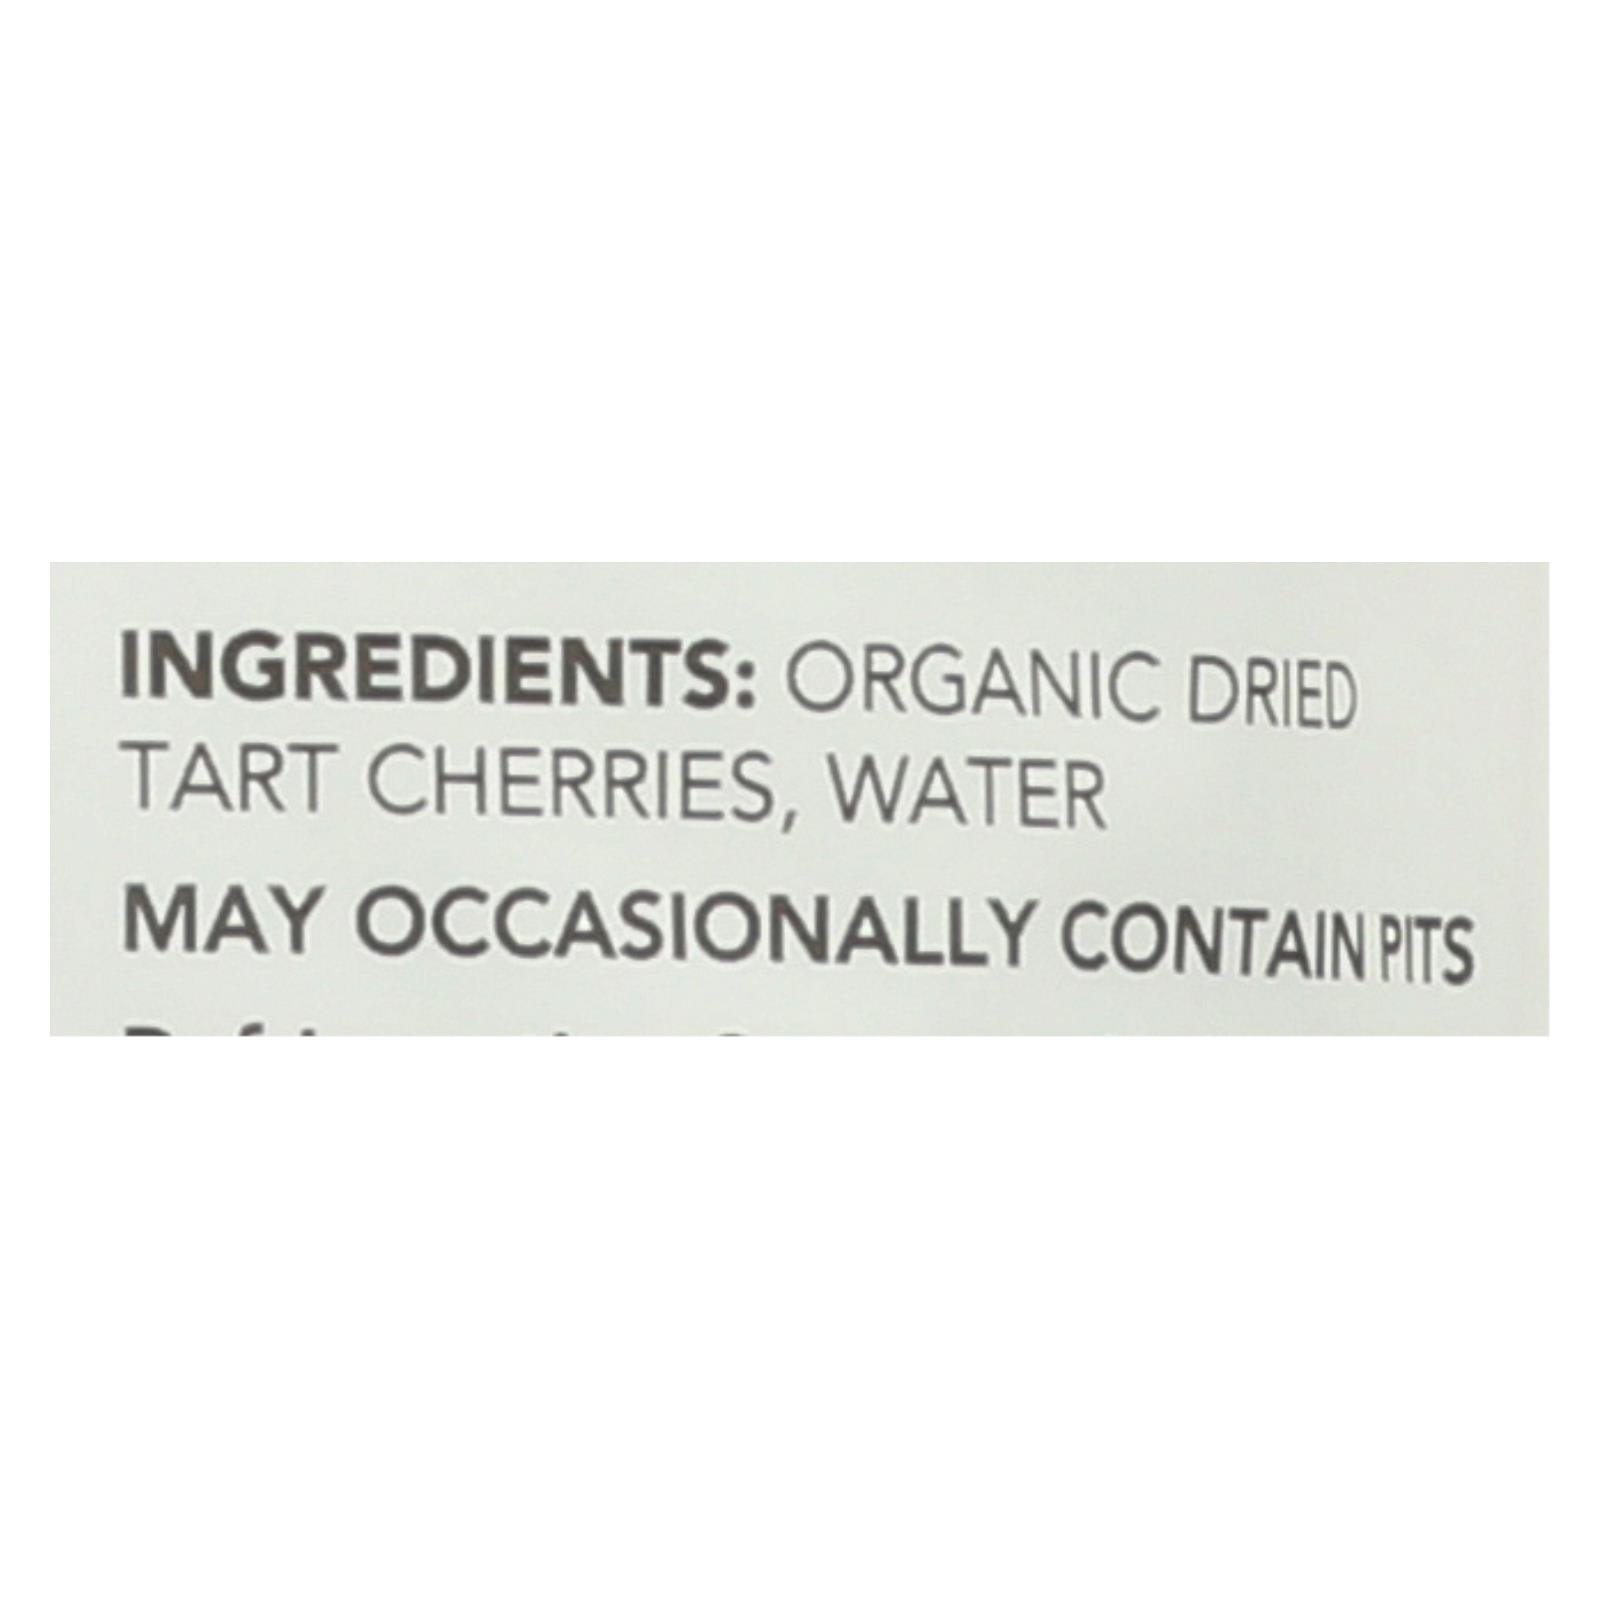 INGREDIENTS: ORGANIC DRIED
TART CHERRIES, WATER
MAY OCCASIONALLY CONTAIN PITS